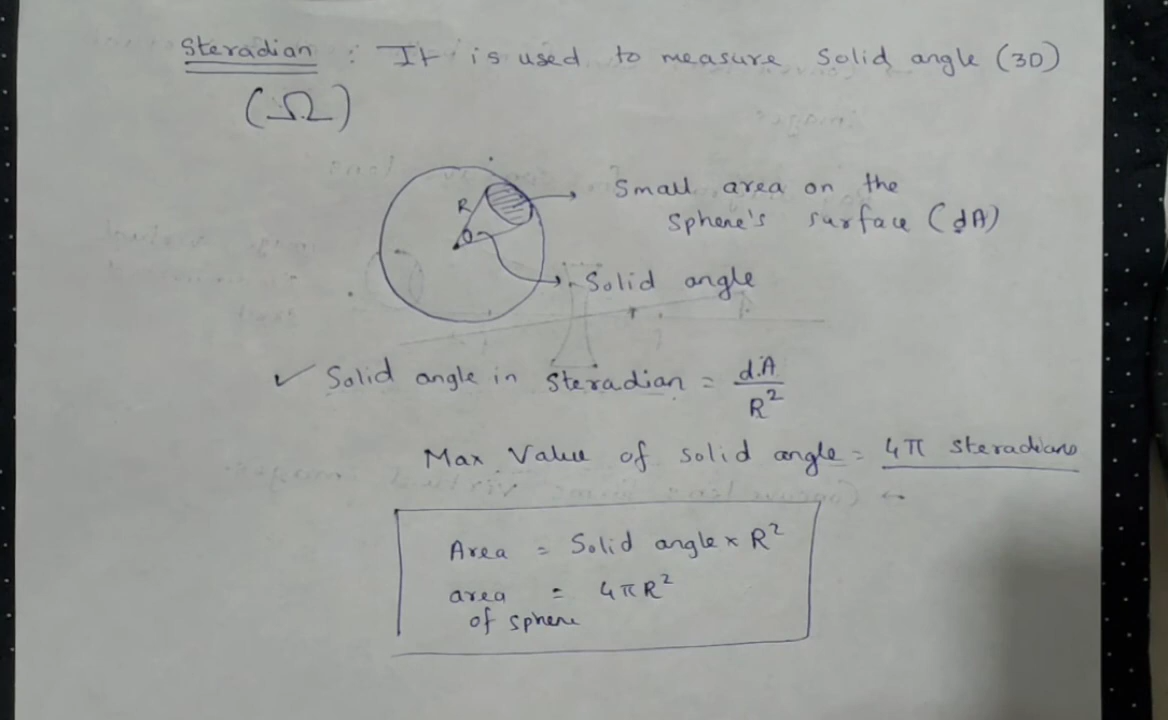 Steradian : It is used to measure Solid angle (3D)
(Ω)
R
Small area on the
Sphere's surface (dA)
Solid angle
✓ Solid angle in Steradian = dA/R²
Max Value of solid angle = 4π steradians
Area = Solid angle × R²
area = 4πR²
of sphere